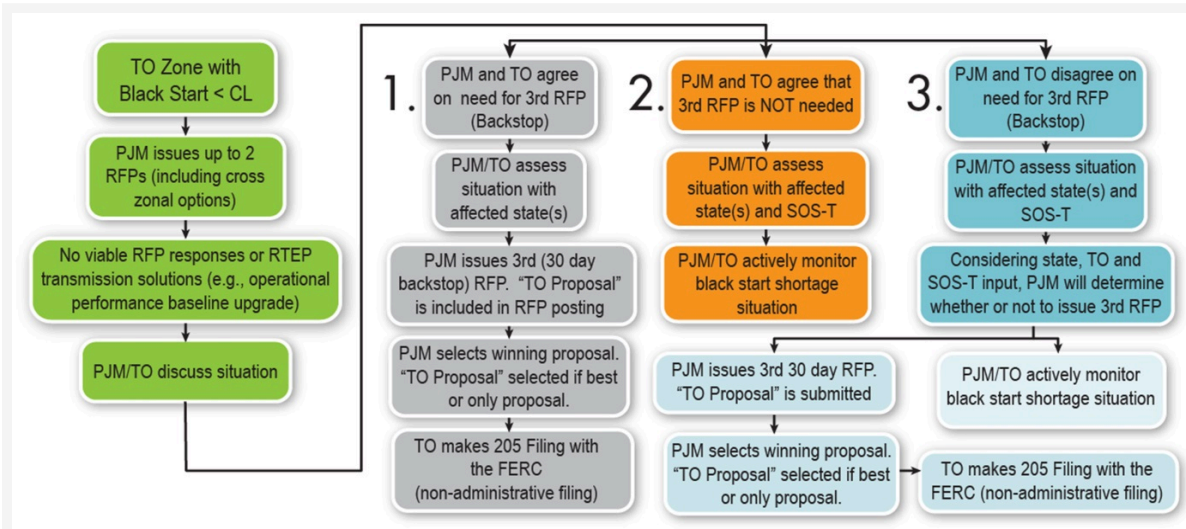 TO Zone with
Black Start < CL
PJM issues up to 2
RFPs (including cross
zonal options)
No viable RFP responses or RTEP
transmission solutions (e.g., operational
performance baseline upgrade)
PJM/TO discuss situation
1.
PJM and TO agree
on need for 3rd RFP
(Backstop)
PJM/TO assess
situation with
affected state(s)
PJM issues 3rd (30 day
backstop) RFP. “TO Proposal”
is included in RFP posting
PJM selects winning proposal.
“TO Proposal” selected if best
or only proposal.
TO makes 205 Filing with
the FERC
(non-administrative filing)
2.
PJM and TO agree that
3rd RFP is NOT needed
PJM/TO assess
situation with affected
state(s) and SOS-T
PJM/TO actively monitor
black start shortage
situation
3.
PJM and TO disagree on
need for 3rd RFP
(Backstop)
PJM/TO assess situation
with affected state(s) and
SOS-T
Considering state, TO and
SOS-T input, PJM will determine
whether or not to issue 3rd RFP
PJM issues 3rd 30 day RFP.
“TO Proposal” is submitted
PJM selects winning proposal.
“TO Proposal” selected if best
or only proposal.
TO makes 205 Filing with the
FERC (non-administrative filing)
PJM/TO actively monitor
black start shortage situation